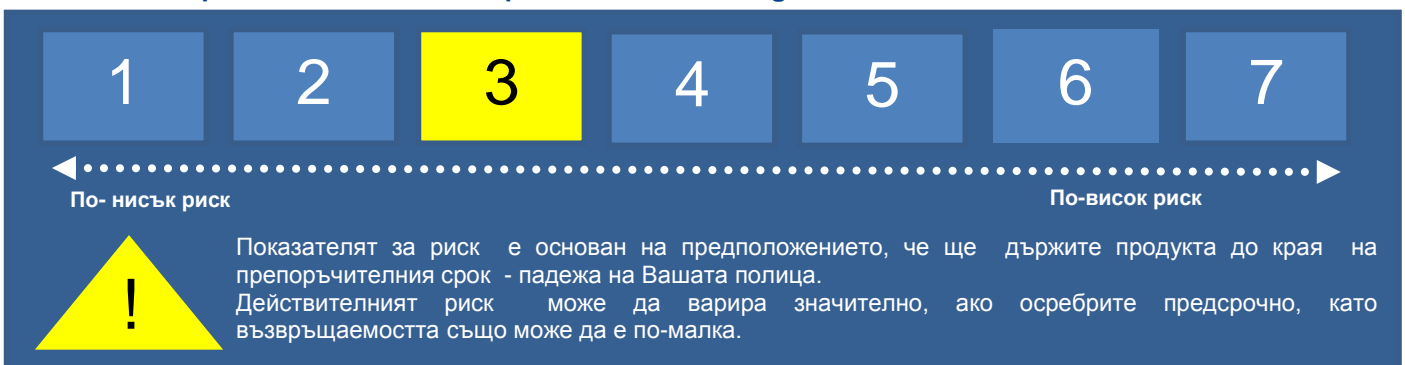 1 2 3 4 5 6 7
По- нисък риск По-висок риск
!
Показателят за риск е основан на предположението, че ще държите продукта до края на
препоръчителния срок - падежа на Вашата полица.
Действителният риск може да варира значително, ако осребрите предсрочно, като
възвръщаемостта също може да е по-малка.